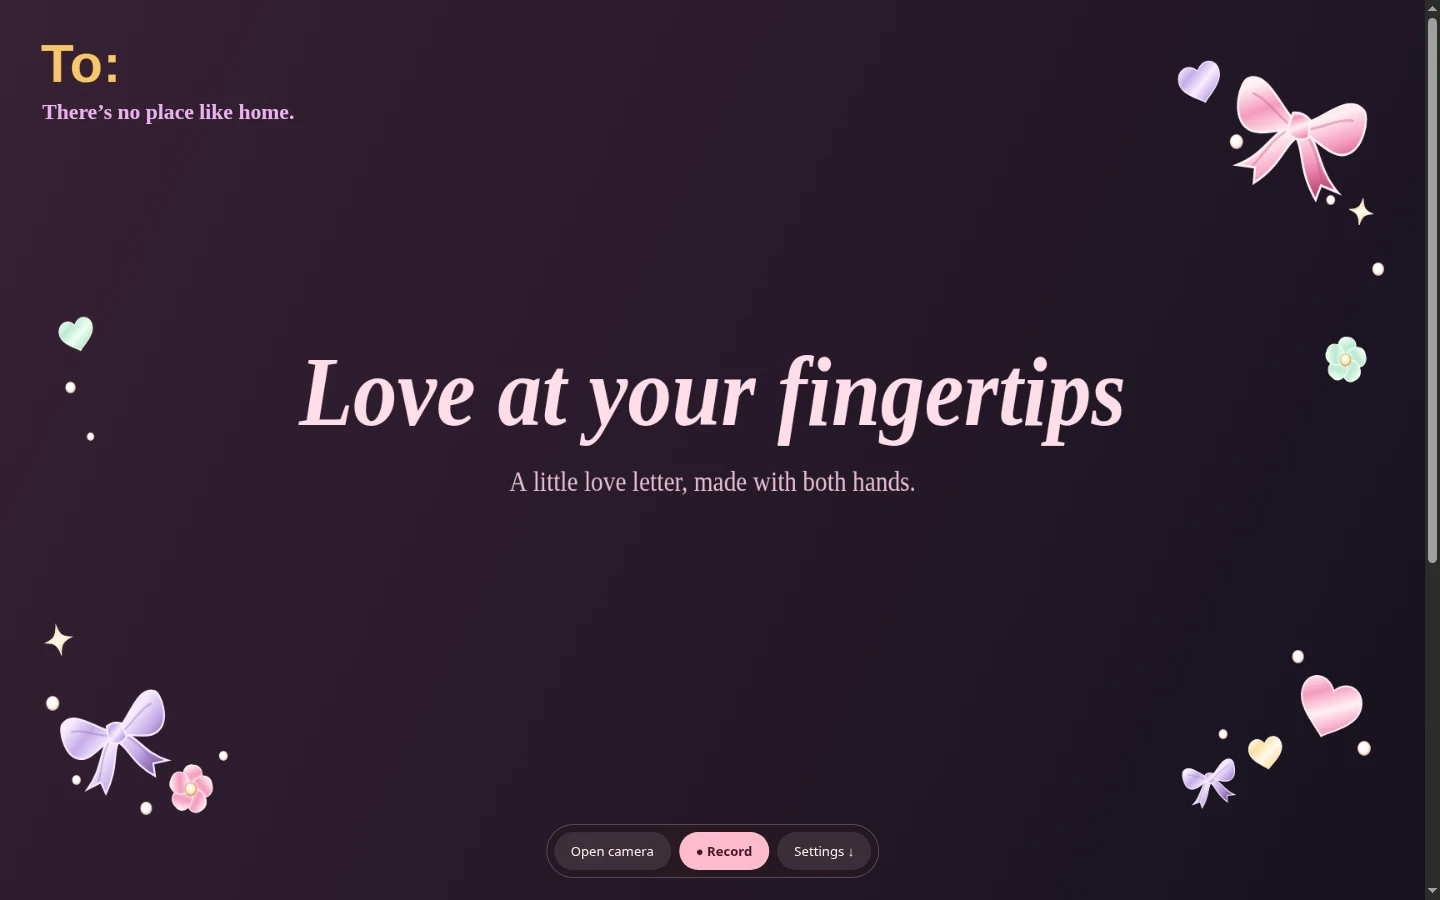 To:
There’s no place like home.
Love at your fingertips
A little love letter, made with both hands.
Open camera
● Record
Settings ↓